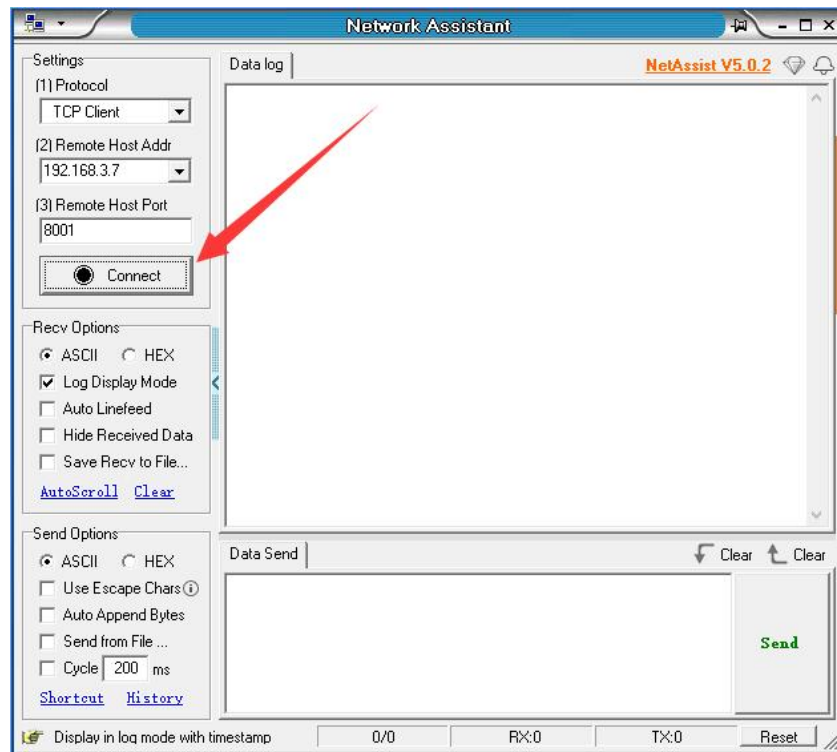 Network Assistant
Settings
(1) Protocol
TCP Client
(2) Remote Host Addr
192.168.3.7
(3) Remote Host Port
8001
Connect
Recv Options
ASCII HEX
Log Display Mode
Auto Linefeed
Hide Received Data
Save Recv to File...
AutoScroll Clear
Send Options
ASCII HEX
Use Escape Chars
Auto Append Bytes
Send from File ...
Cycle 200 ms
Shortcut History
Data log
NetAssist V5.0.2
Data Send
Clear Clear
Send
Display in log mode with timestamp 0/0 RX:0 TX:0 Reset